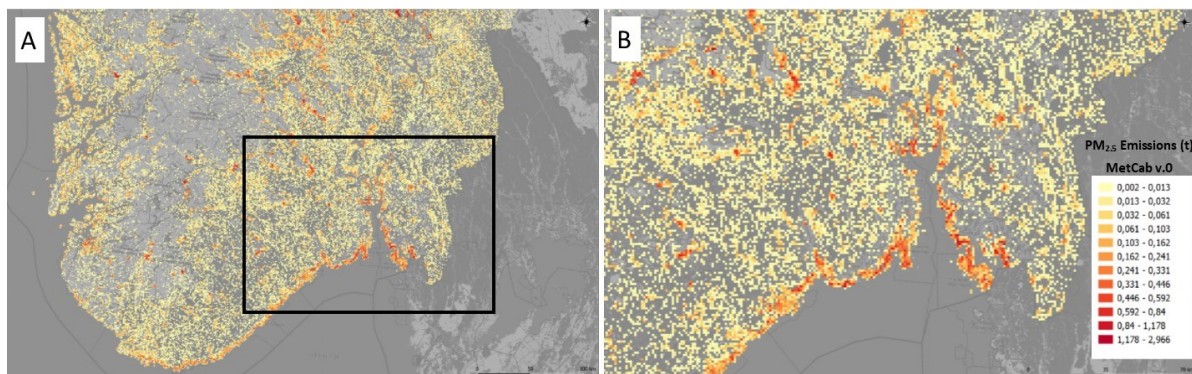 A
B
PM2.5 Emissions (t)
MetCab v.0
0,002 - 0,013
0,013 - 0,032
0,032 - 0,061
0,061 - 0,103
0,103 - 0,162
0,162 - 0,241
0,241 - 0,331
0,331 - 0,446
0,446 - 0,592
0,592 - 0,84
0,84 - 1,178
1,178 - 2,966